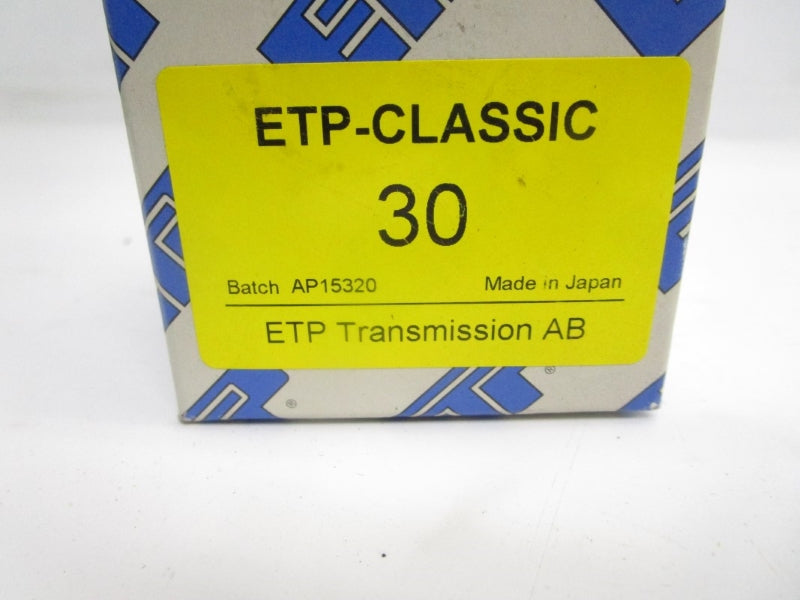 ETP-CLASSIC
30
Batch AP15320 Made in Japan
ETP Transmission AB
®
®